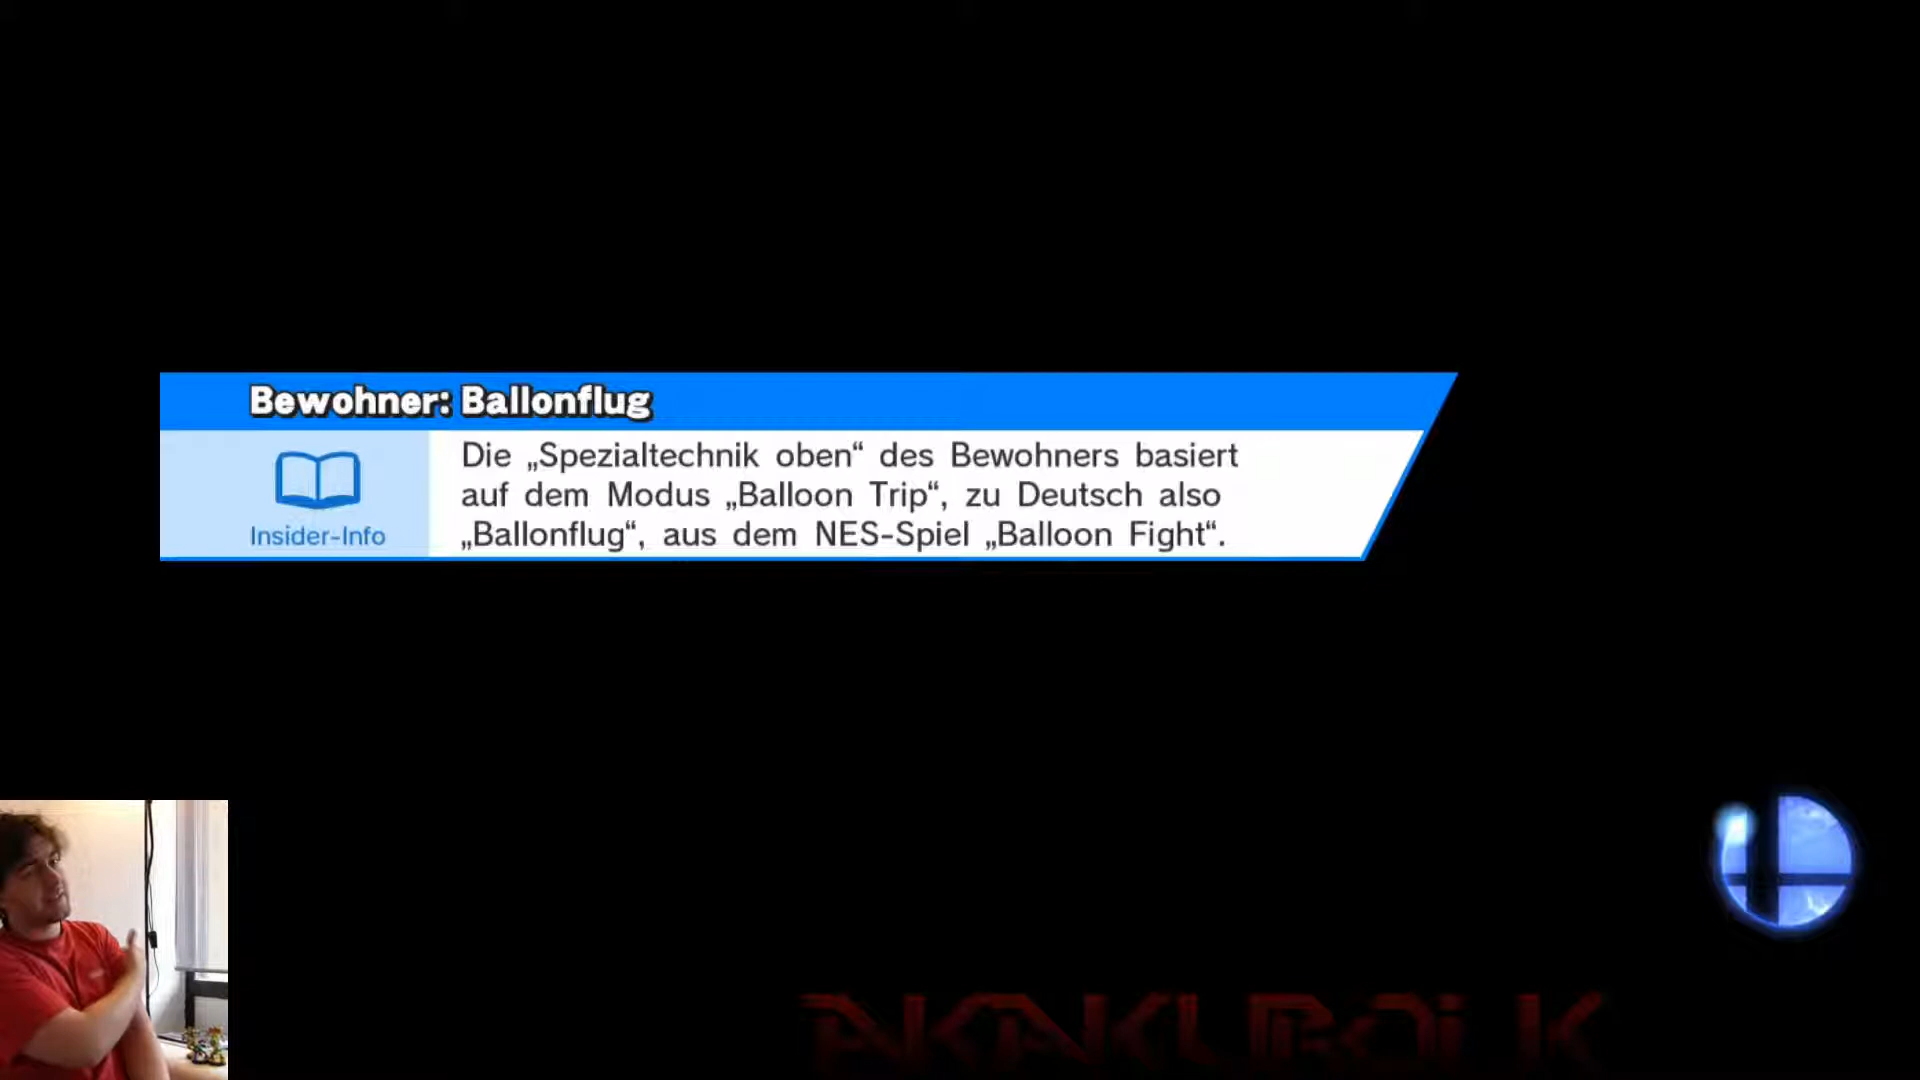 Bewohner: Ballonflug
Die „Spezialtechnik oben“ des Bewohners basiert
auf dem Modus „Balloon Trip“, zu Deutsch also
„Ballonflug“, aus dem NES-Spiel „Balloon Fight“.
Insider-Info